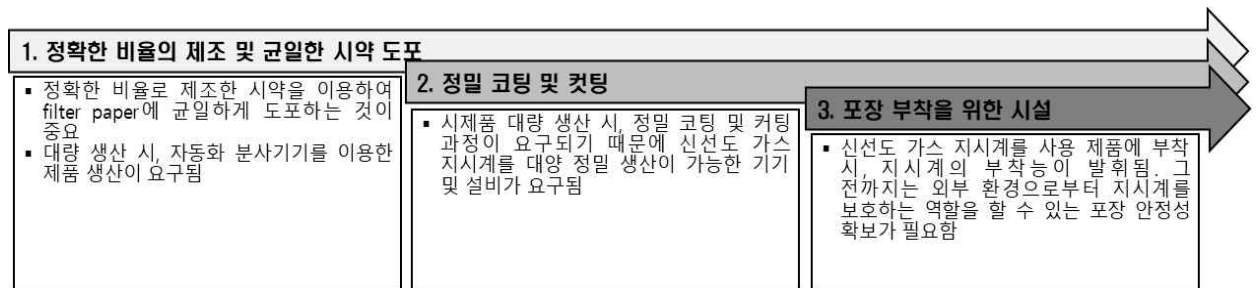 1. 정확한 비율의 제조 및 균일한 시약 도포
▪ 정확한 비율로 제조한 시약을 이용하여
filter paper에 균일하게 도포하는 것이
중요
▪ 대량 생산 시, 자동화 분사기기를 이용한
제품 생산이 요구됨
2. 정밀 코팅 및 컷팅
▪ 시제품 대량 생산 시, 정밀 코팅 및 커팅
과정이 요구되기 때문에 신선도 가스
지시계를 대양 정밀 생산이 가능한 기기
및 설비가 요구됨
3. 포장 부착을 위한 시설
▪ 신선도 가스 지시계를 사용 제품에 부착
시, 지시계의 부착능이 발휘됨. 그
전까지는 외부 환경으로부터 지시계를
보호하는 역할을 할 수 있는 포장 안정성
확보가 필요함